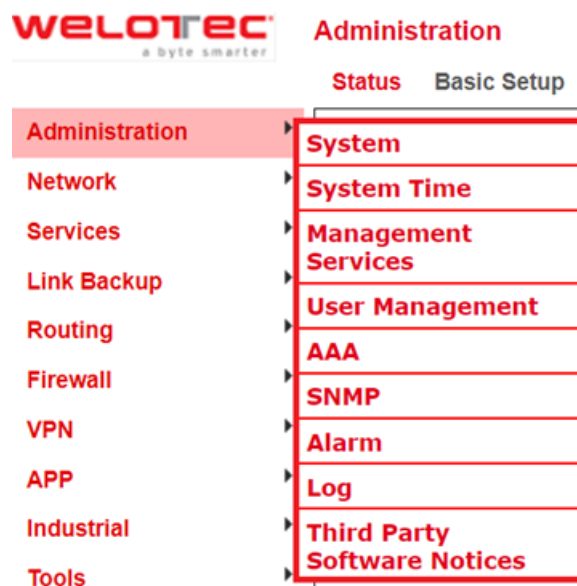 WELOTEC
a byte smarter
Administration
Status Basic Setup
Administration
Network
Services
Link Backup
Routing
Firewall
VPN
APP
Industrial
Tools
System
System Time
Management
Services
User Management
AAA
SNMP
Alarm
Log
Third Party
Software Notices